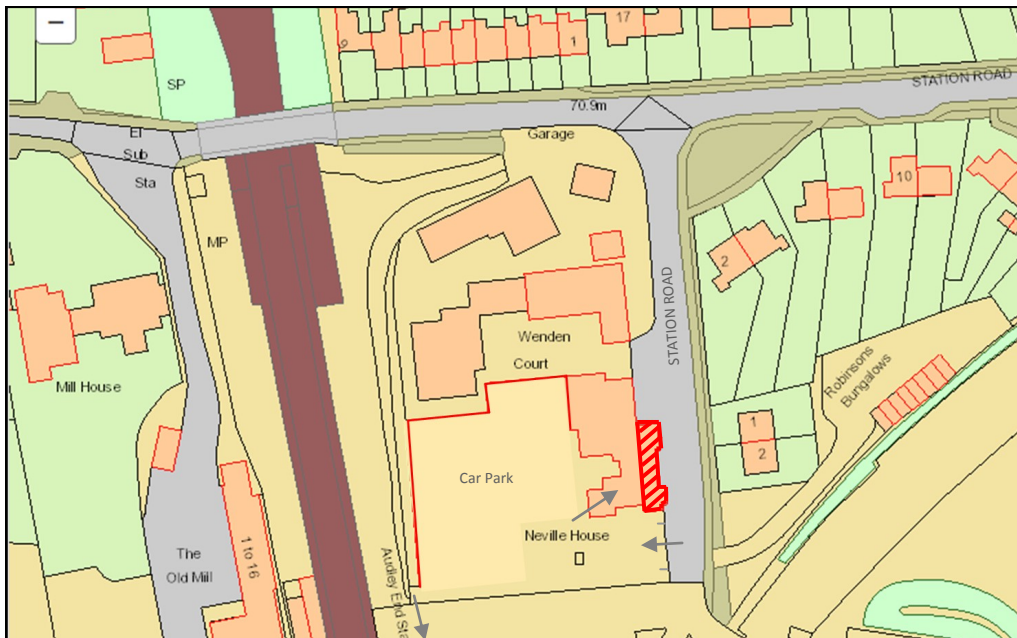 17
9
1
SP
STATION ROAD
70.9m
El
Sub
Sta
Garage
10
MP
2
STATION ROAD
Wenden
Court
Mill House
Robinsons
Bungalows
1
2
Car Park
Neville House
The
Old Mill
1 to 16
Audley End Sta